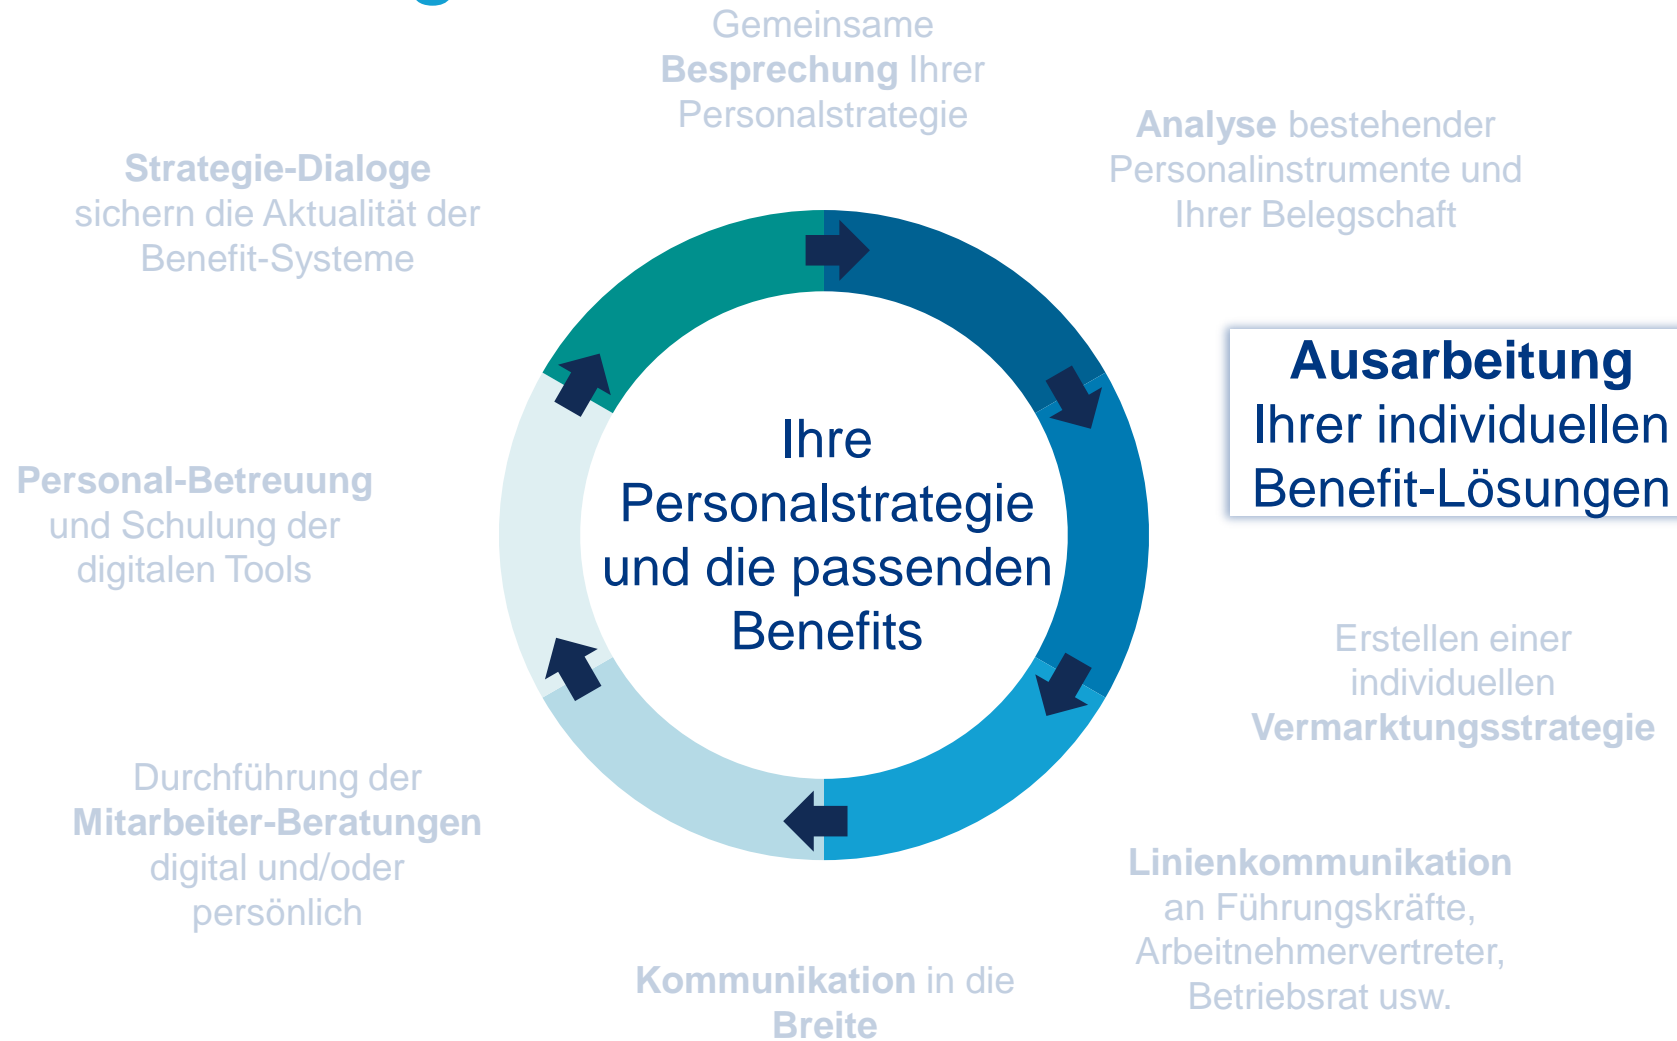 Gemeinsame
Besprechung Ihrer
Personalstrategie
Analyse bestehender
Personalinstrumente und
Ihrer Belegschaft
Ausarbeitung
Ihrer individuellen
Benefit-Lösungen
Erstellen einer
individuellen
Vermarktungsstrategie
Linienkommunikation
an Führungskräfte,
Arbeitnehmervertreter,
Betriebsrat usw.
Kommunikation in die
Breite
Durchführung der
Mitarbeiter-Beratungen
digital und/oder
persönlich
Personal-Betreuung
und Schulung der
digitalen Tools
Strategie-Dialoge
sichern die Aktualität der
Benefit-Systeme
Ihre
Personalstrategie
und die passenden
Benefits